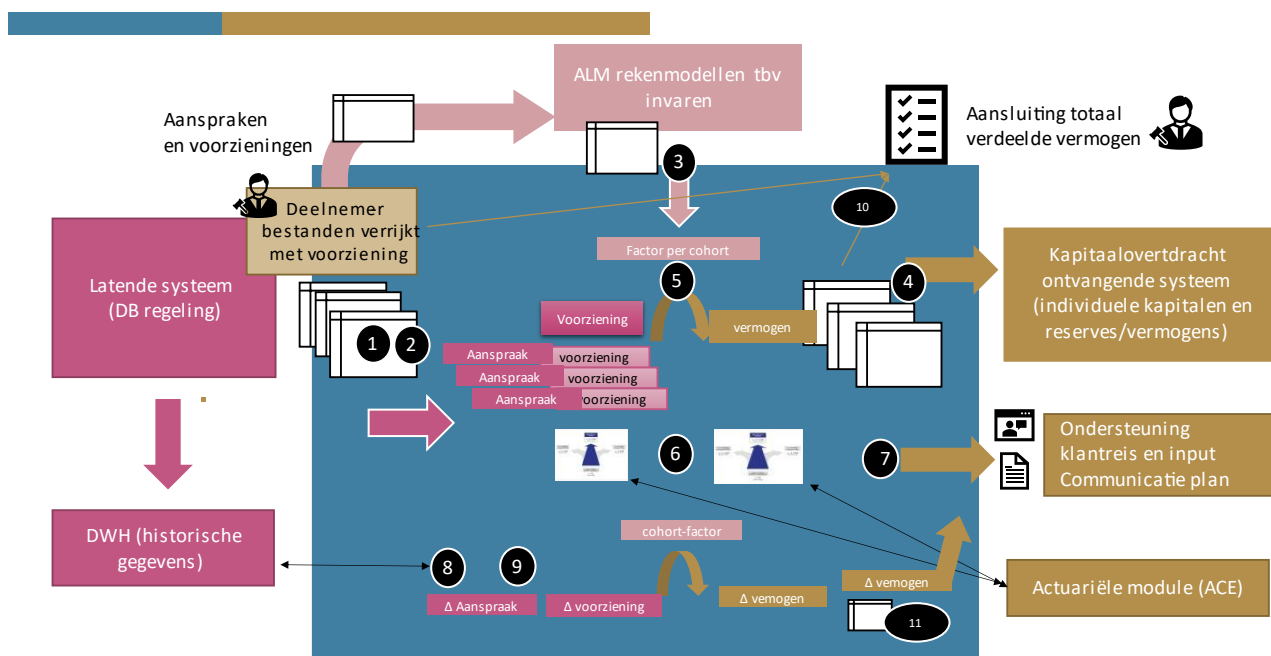 ALM rekenmodellen tbv
invaren
Aanspraken
en voorzieningen
Aansluiting totaal
verdeelde vermogen
3
Deelnemer
bestanden verrijkt
met voorziening
10
Factor per cohort
Latende systeem
(DB regeling)
Kapitaalovertdracht
ontvangende systeem
(individuele kapitalen en
reserves/vermogens)
5
4
1
2
Voorziening
vermogen
Aanspraak
voorziening
Aanspraak
voorziening
Aanspraak
voorziening
6
7
Ondersteuning
klantreis en input
Communicatie plan
DWH (historische
gegevens)
cohort-factor
8
9
Δ Aanspraak
Δ voorziening
Δ vemogen
Δ vemogen
11
Actuariële module (ACE)